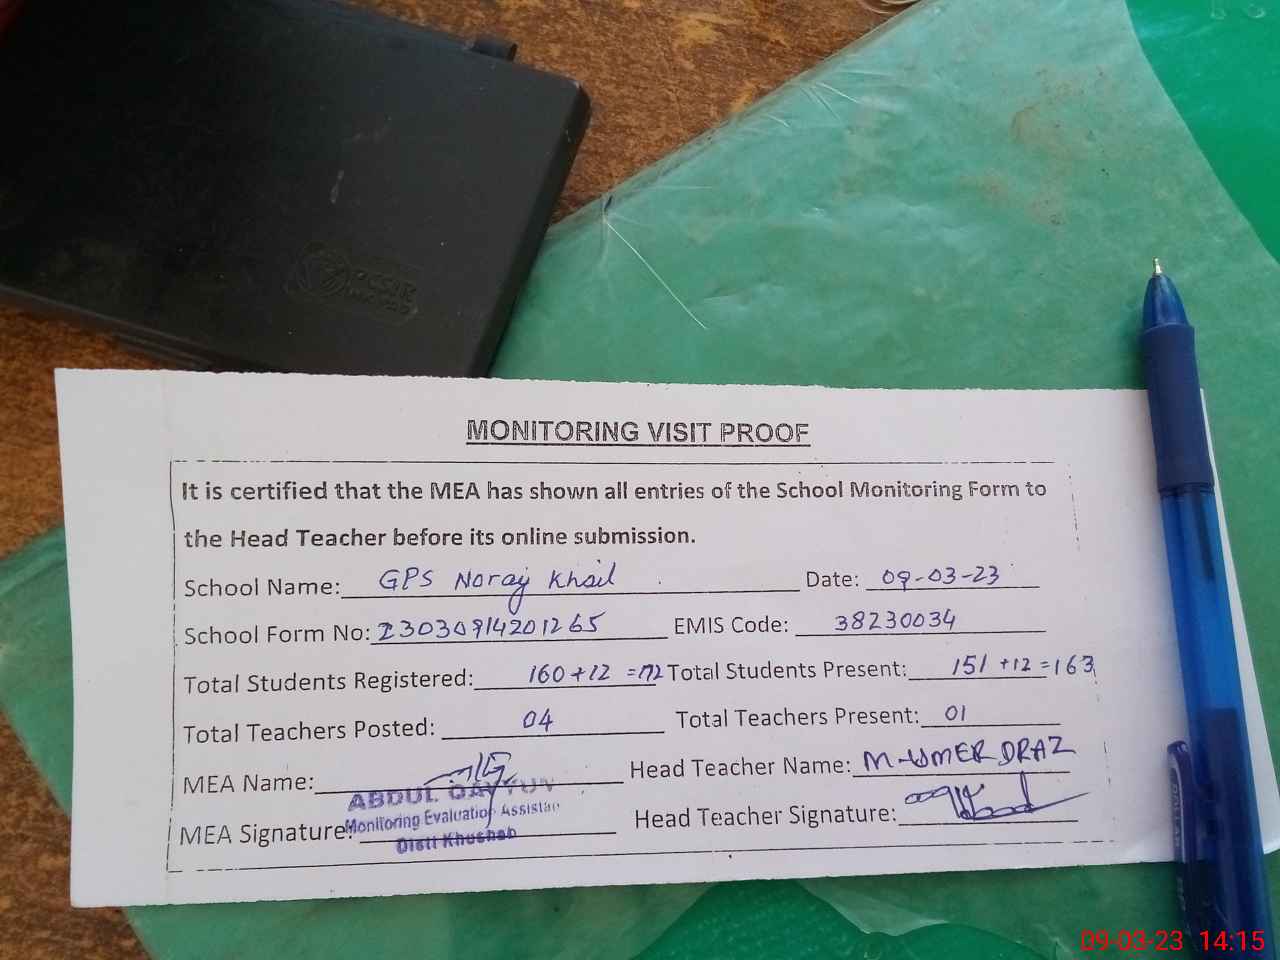 PCSIR
MONITORING VISIT PROOF
It is certified that the MEA has shown all entries of the School Monitoring Form to
the Head Teacher before its online submission.
School Name: GPS Noray Khail Date: 09-03-23
School Form No: 23030914201265 EMIS Code: 38230034
Total Students Registered: 160+12 =172 Total Students Present: 151 +12 =163
Total Teachers Posted: 04 Total Teachers Present: 01
MEA Name: Head Teacher Name: M-UMER DRAZ
ABDUL QAYYUM
Monitoring Evaluation Assistant
MEA Signature: Head Teacher Signature:
Distt Khushab
09-03-23 14:15